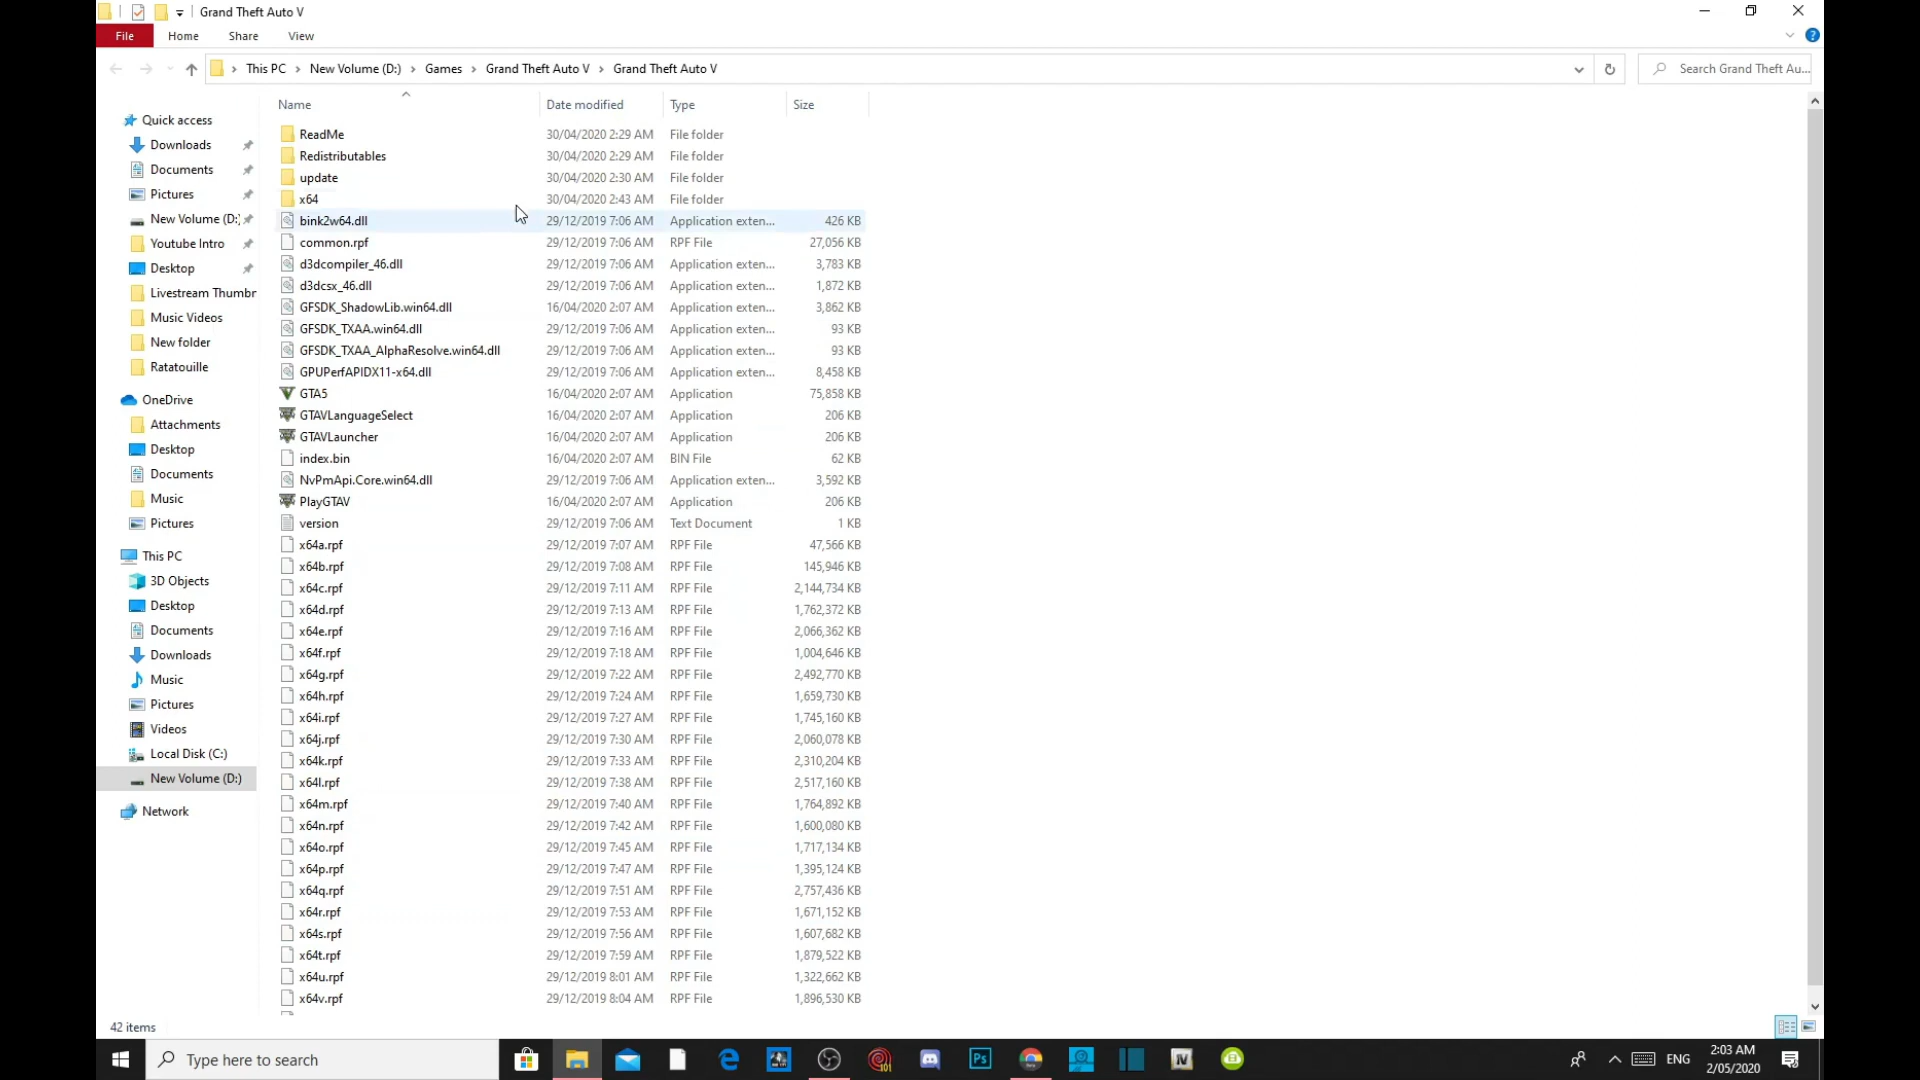 Grand Theft Auto V
File Home Share View
This PC New Volume (D:) Games Grand Theft Auto V Grand Theft Auto V Search Grand Theft Au...
Name Date modified Type Size
Quick access
Downloads
Documents
Pictures
New Volume (D:)
Youtube Intro
Desktop
Livestream Thumbr
Music Videos
New folder
Ratatouille
OneDrive
Attachments
Desktop
Documents
Music
Pictures
This PC
3D Objects
Desktop
Documents
Downloads
Music
Pictures
Videos
Local Disk (C:)
New Volume (D:)
Network
ReadMe 30/04/2020 2:29 AM File folder
Redistributables 30/04/2020 2:29 AM File folder
update 30/04/2020 2:30 AM File folder
x64 30/04/2020 2:43 AM File folder
bink2w64.dll 29/12/2019 7:06 AM Application exten... 426 KB
common.rpf 29/12/2019 7:06 AM RPF File 27,056 KB
d3dcompiler_46.dll 29/12/2019 7:06 AM Application exten... 3,783 KB
d3dcsx_46.dll 29/12/2019 7:06 AM Application exten... 1,872 KB
GFSDK_ShadowLib.win64.dll 16/04/2020 2:07 AM Application exten... 3,862 KB
GFSDK_TXAA.win64.dll 29/12/2019 7:06 AM Application exten... 93 KB
GFSDK_TXAA_AlphaResolve.win64.dll 29/12/2019 7:06 AM Application exten... 93 KB
GPUPerfAPIDX11-x64.dll 29/12/2019 7:06 AM Application exten... 8,458 KB
GTA5 16/04/2020 2:07 AM Application 75,858 KB
GTAVLanguageSelect 16/04/2020 2:07 AM Application 206 KB
GTAVLauncher 16/04/2020 2:07 AM Application 206 KB
index.bin 16/04/2020 2:07 AM BIN File 62 KB
NvPmApi.Core.win64.dll 29/12/2019 7:06 AM Application exten... 3,592 KB
PlayGTAV 16/04/2020 2:07 AM Application 206 KB
version 29/12/2019 7:06 AM Text Document 1 KB
x64a.rpf 29/12/2019 7:07 AM RPF File 47,566 KB
x64b.rpf 29/12/2019 7:08 AM RPF File 145,946 KB
x64c.rpf 29/12/2019 7:11 AM RPF File 2,144,734 KB
x64d.rpf 29/12/2019 7:13 AM RPF File 1,762,372 KB
x64e.rpf 29/12/2019 7:16 AM RPF File 2,066,362 KB
x64f.rpf 29/12/2019 7:18 AM RPF File 1,004,646 KB
x64g.rpf 29/12/2019 7:22 AM RPF File 2,492,770 KB
x64h.rpf 29/12/2019 7:24 AM RPF File 1,659,730 KB
x64i.rpf 29/12/2019 7:27 AM RPF File 1,745,160 KB
x64j.rpf 29/12/2019 7:30 AM RPF File 2,060,078 KB
x64k.rpf 29/12/2019 7:33 AM RPF File 2,310,204 KB
x64l.rpf 29/12/2019 7:38 AM RPF File 2,517,160 KB
x64m.rpf 29/12/2019 7:40 AM RPF File 1,764,892 KB
x64n.rpf 29/12/2019 7:42 AM RPF File 1,600,080 KB
x64o.rpf 29/12/2019 7:45 AM RPF File 1,717,134 KB
x64p.rpf 29/12/2019 7:47 AM RPF File 1,395,124 KB
x64q.rpf 29/12/2019 7:51 AM RPF File 2,757,436 KB
x64r.rpf 29/12/2019 7:53 AM RPF File 1,671,152 KB
x64s.rpf 29/12/2019 7:56 AM RPF File 1,607,682 KB
x64t.rpf 29/12/2019 7:59 AM RPF File 1,879,522 KB
x64u.rpf 29/12/2019 8:01 AM RPF File 1,322,662 KB
x64v.rpf 29/12/2019 8:04 AM RPF File 1,896,530 KB
42 items
Type here to search
101
Ps
IV
ENG
2:03 AM
2/05/2020